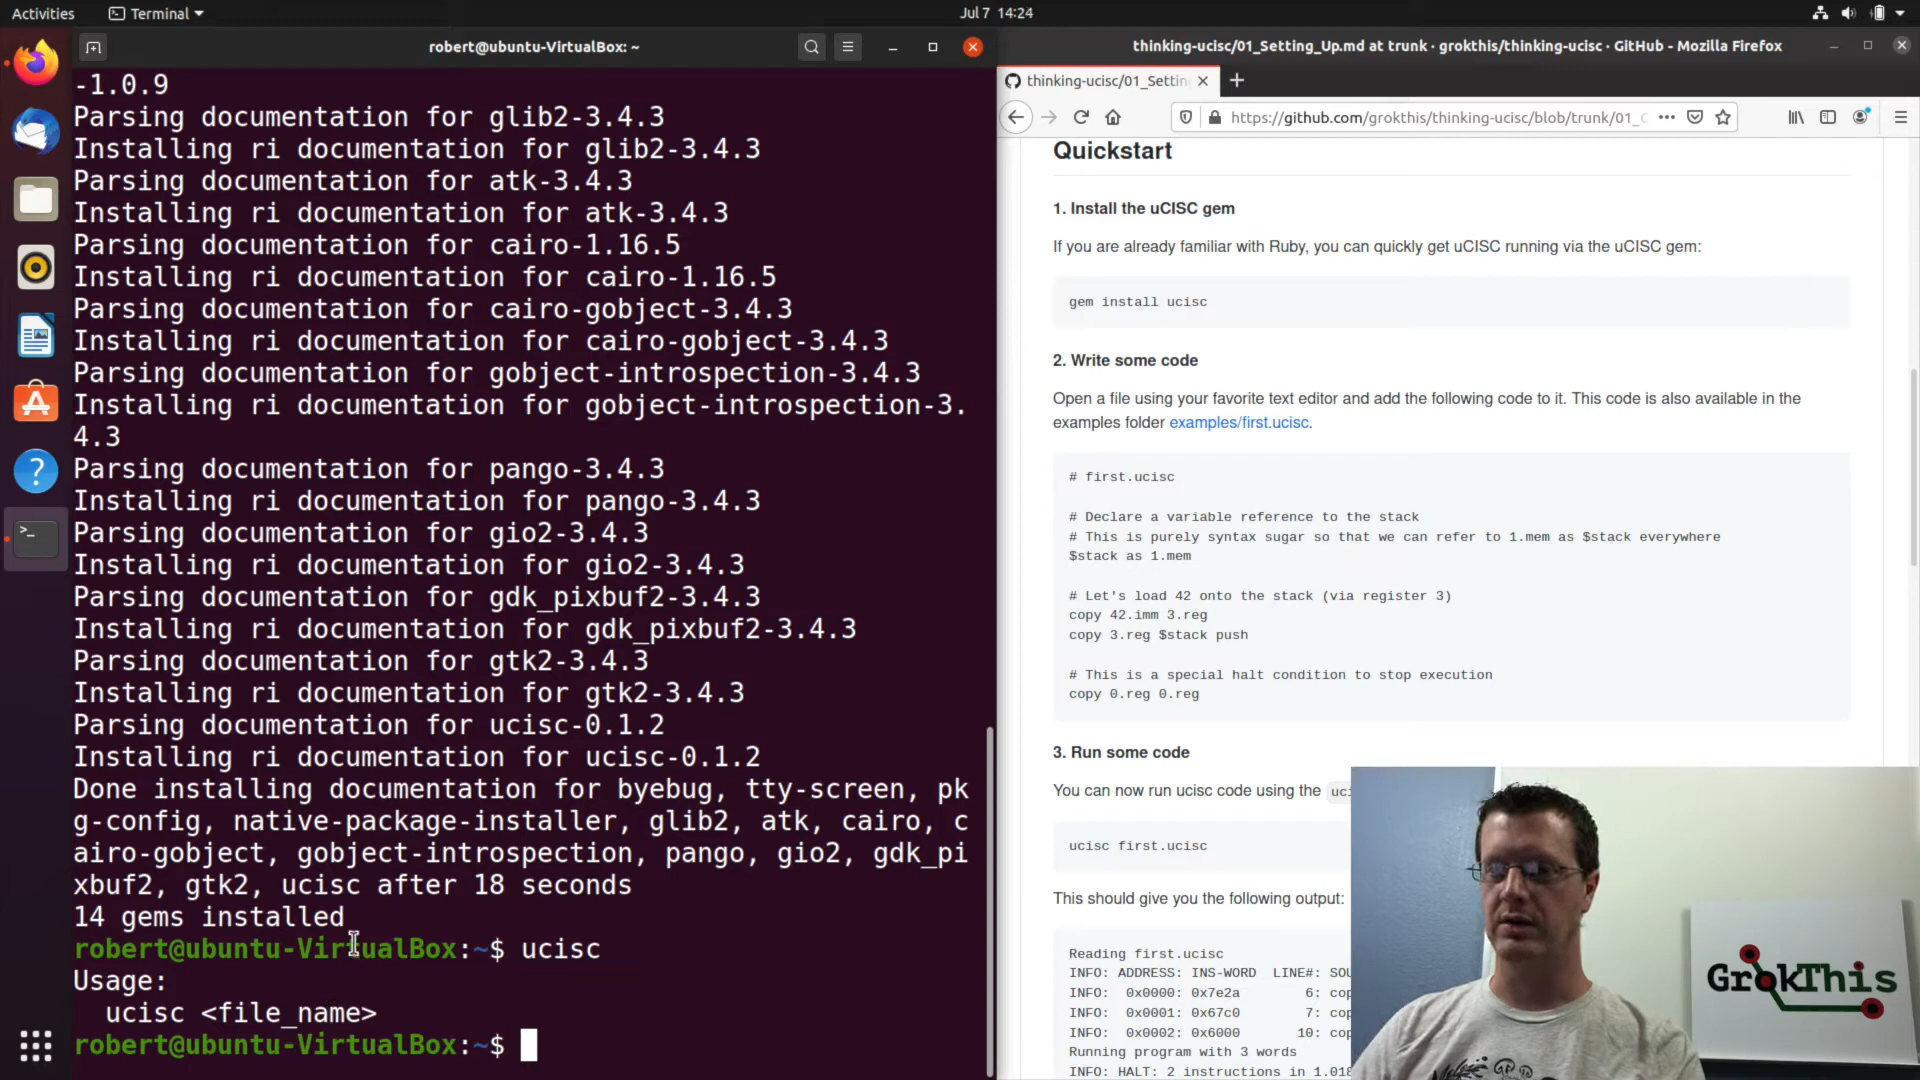 Activities
Terminal
Jul 7 14:24
robert@ubuntu-VirtualBox: ~
-1.0.9
Parsing documentation for glib2-3.4.3
Installing ri documentation for glib2-3.4.3
Parsing documentation for atk-3.4.3
Installing ri documentation for atk-3.4.3
Parsing documentation for cairo-1.16.5
Installing ri documentation for cairo-1.16.5
Parsing documentation for cairo-gobject-3.4.3
Installing ri documentation for cairo-gobject-3.4.3
Parsing documentation for gobject-introspection-3.4.3
Installing ri documentation for gobject-introspection-3.
4.3
Parsing documentation for pango-3.4.3
Installing ri documentation for pango-3.4.3
Parsing documentation for gio2-3.4.3
Installing ri documentation for gio2-3.4.3
Parsing documentation for gdk_pixbuf2-3.4.3
Installing ri documentation for gdk_pixbuf2-3.4.3
Parsing documentation for gtk2-3.4.3
Installing ri documentation for gtk2-3.4.3
Parsing documentation for ucisc-0.1.2
Installing ri documentation for ucisc-0.1.2
Done installing documentation for byebug, tty-screen, pk
g-config, native-package-installer, glib2, atk, cairo, c
airo-gobject, gobject-introspection, pango, gio2, gdk_pi
xbuf2, gtk2, ucisc after 18 seconds
14 gems installed
robert@ubuntu-VirtualBox:~$ ucisc
Usage:
  ucisc <file_name>
robert@ubuntu-VirtualBox:~$
thinking-ucisc/01_Setting_Up.md at trunk · grokthis/thinking-ucisc · GitHub - Mozilla Firefox
thinking-ucisc/01_Settin
https://github.com/grokthis/thinking-ucisc/blob/trunk/01_
Quickstart
1. Install the uCISC gem
If you are already familiar with Ruby, you can quickly get uCISC running via the uCISC gem:
gem install ucisc
2. Write some code
Open a file using your favorite text editor and add the following code to it. This code is also available in the
examples folder examples/first.ucisc.
# first.ucisc
# Declare a variable reference to the stack
# This is purely syntax sugar so that we can refer to 1.mem as $stack everywhere
$stack as 1.mem
# Let's load 42 onto the stack (via register 3)
copy 42.imm 3.reg
copy 3.reg $stack push
# This is a special halt condition to stop execution
copy 0.reg 0.reg
3. Run some code
You can now run ucisc code using the uci
ucisc first.ucisc
This should give you the following output:
Reading first.ucisc
INFO: ADDRESS: INS-WORD  LINE#: SOU
INFO:  0x0000: 0x7e2a       6: cop
INFO:  0x0001: 0x67c0       7: cop
INFO:  0x0002: 0x6000      10: cop
Running program with 3 words
INFO: HALT: 2 instructions in 1.018
GrokThis